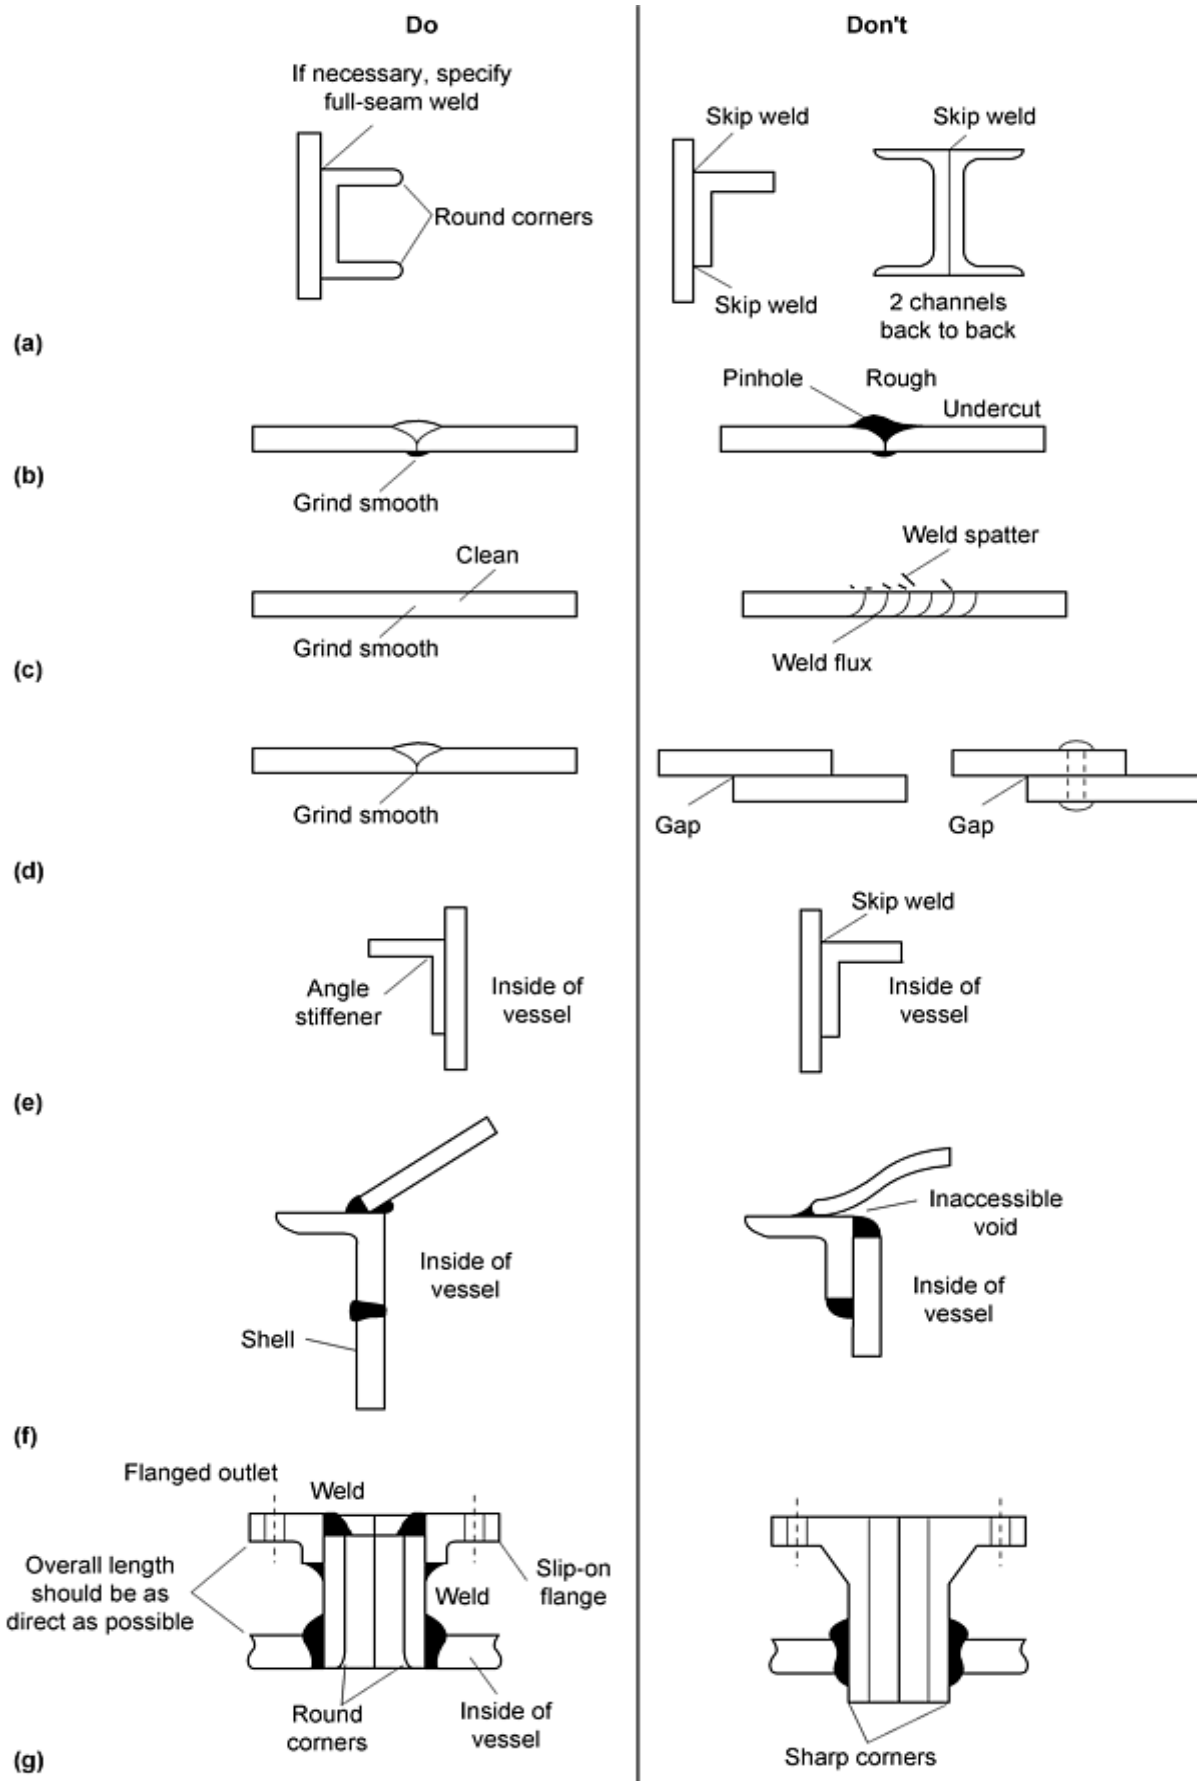 Do
Don't
If necessary, specify
full-seam weld
Round corners
Skip weld
Skip weld
Skip weld
2 channels
back to back
(a)
Pinhole
Rough
Undercut
(b)
Grind smooth
Clean
Grind smooth
Weld spatter
Weld flux
(c)
Grind smooth
Gap
Gap
(d)
Angle
stiffener
Inside of
vessel
Skip weld
Inside of
vessel
(e)
Inside of
vessel
Shell
Inaccessible
void
Inside of
vessel
(f)
Flanged outlet
Weld
Overall length
should be as
direct as possible
Slip-on
flange
Weld
Round
corners
Inside of
vessel
Sharp corners
(g)